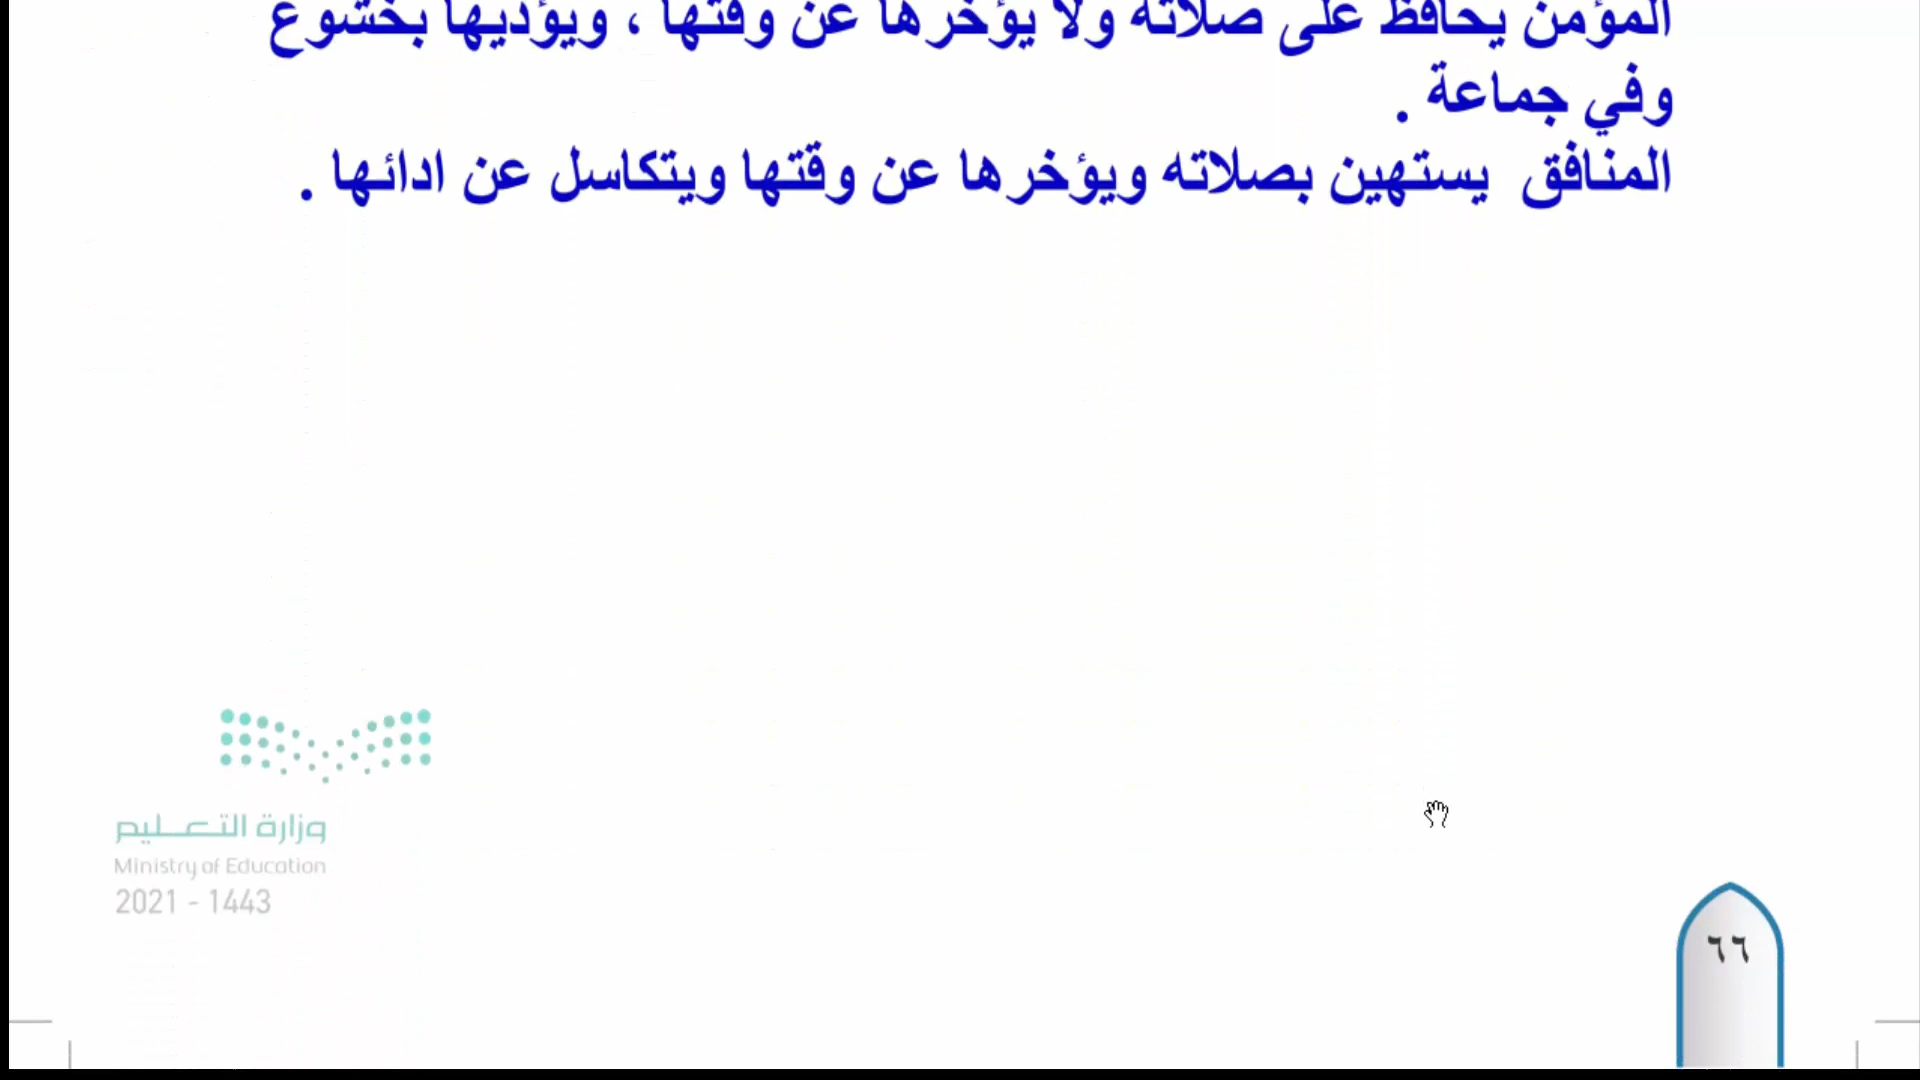 المؤمن يحافظ على صلاته ولا يؤخرها عن وقتها ، ويؤديها بخشوع
وفي جماعة .
المنافق يستهين بصلاته ويؤخرها عن وقتها ويتكاسل عن ادائها .
وزارة التعليم
Ministry of Education
2021 - 1443
٦٦